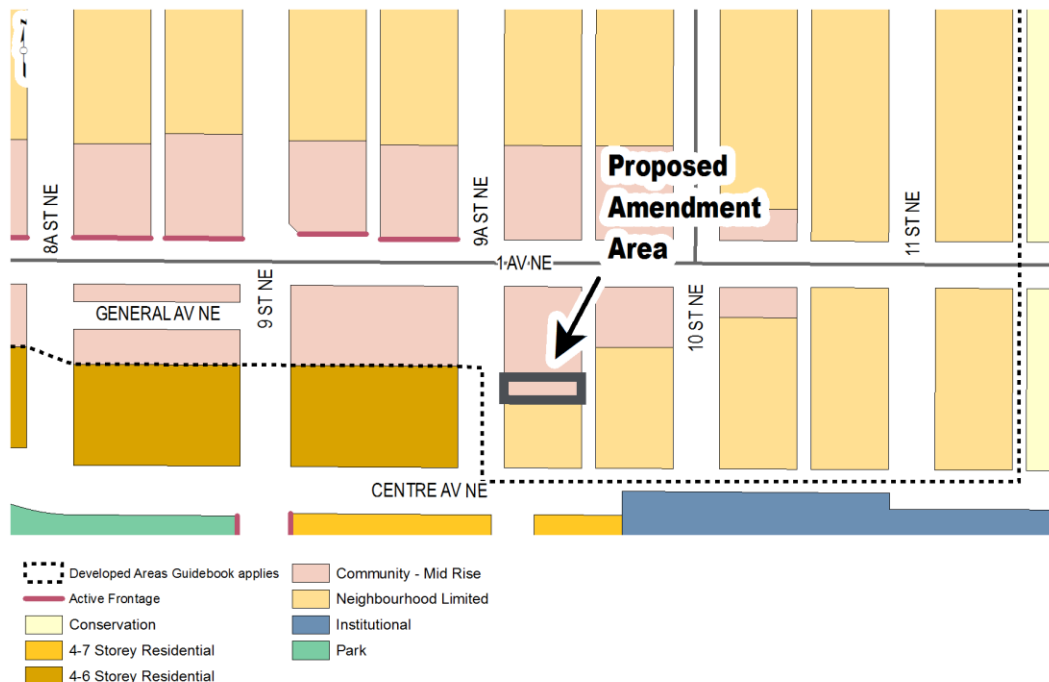 Proposed
Amendment
Area
8A ST NE
9A ST NE
11 ST NE
1 AV NE
GENERAL AV NE
9 ST NE
10 ST NE
CENTRE AV NE
Developed Areas Guidebook applies
Active Frontage
Conservation
4-7 Storey Residential
4-6 Storey Residential
Community - Mid Rise
Neighbourhood Limited
Institutional
Park